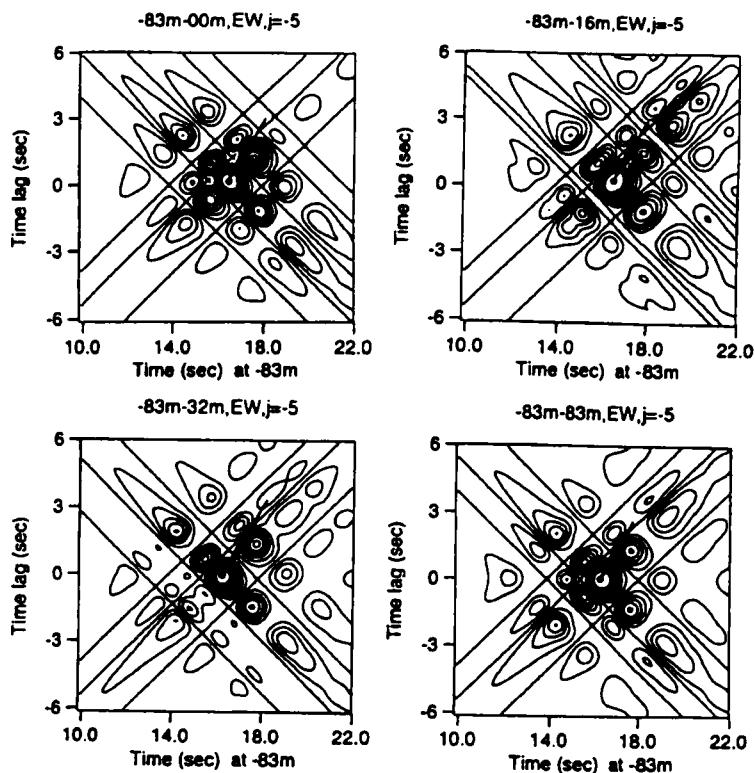 -83m-00m,EW,j=-5
-83m-16m,EW,j=-5
6
3
0
-3
-6
Time lag (sec)
10.0 14.0 18.0 22.0
Time (sec) at -83m
6
3
0
-3
-6
Time lag (sec)
10.0 14.0 18.0 22.0
Time (sec) at -83m
-83m-32m,EW,j=-5
-83m-83m,EW,j=-5
6
3
0
-3
-6
Time lag (sec)
10.0 14.0 18.0 22.0
Time (sec) at -83m
6
3
0
-3
-6
Time lag (sec)
10.0 14.0 18.0 22.0
Time (sec) at -83m